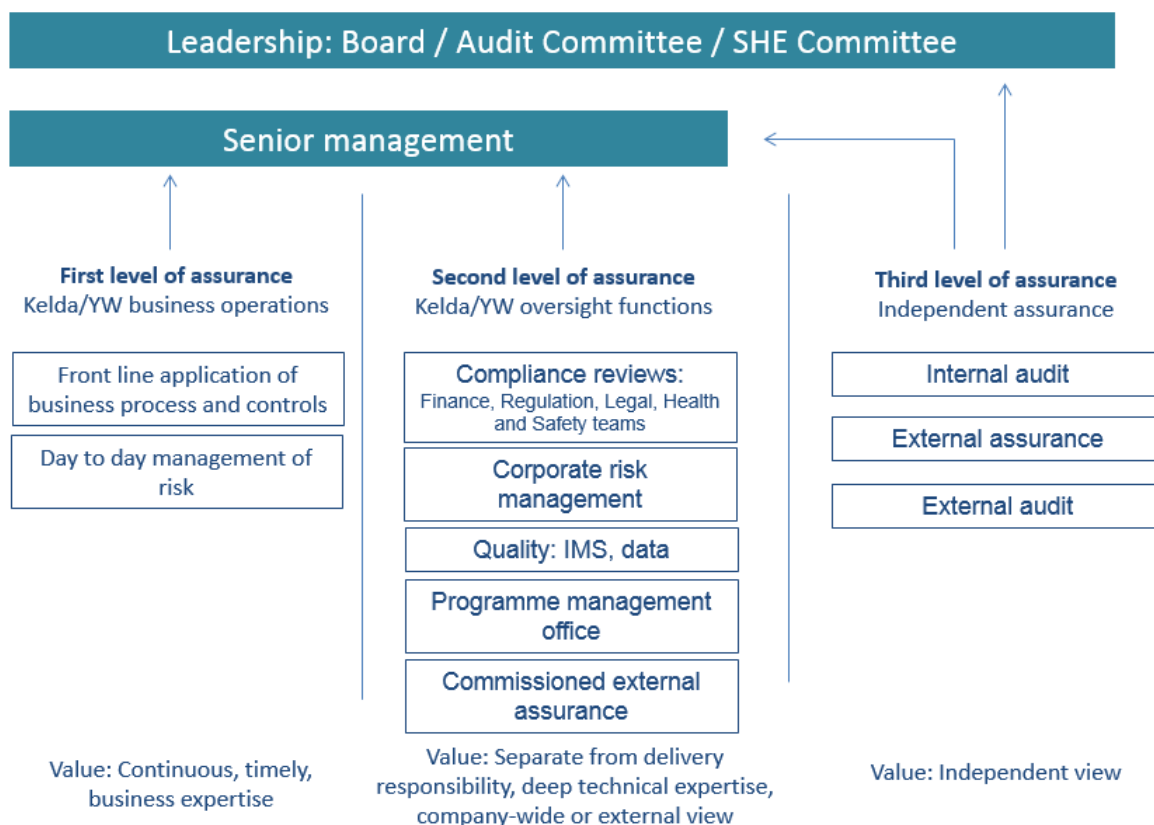 Leadership: Board / Audit Committee / SHE Committee
Senior management
First level of assurance
Kelda/YW business operations
Front line application of
business process and controls
Day to day management of
risk
Value: Continuous, timely,
business expertise
Second level of assurance
Kelda/YW oversight functions
Compliance reviews:
Finance, Regulation, Legal, Health
and Safety teams
Corporate risk
management
Quality: IMS, data
Programme management
office
Commissioned external
assurance
Value: Separate from delivery
responsibility, deep technical expertise,
company-wide or external view
Third level of assurance
Independent assurance
Internal audit
External assurance
External audit
Value: Independent view